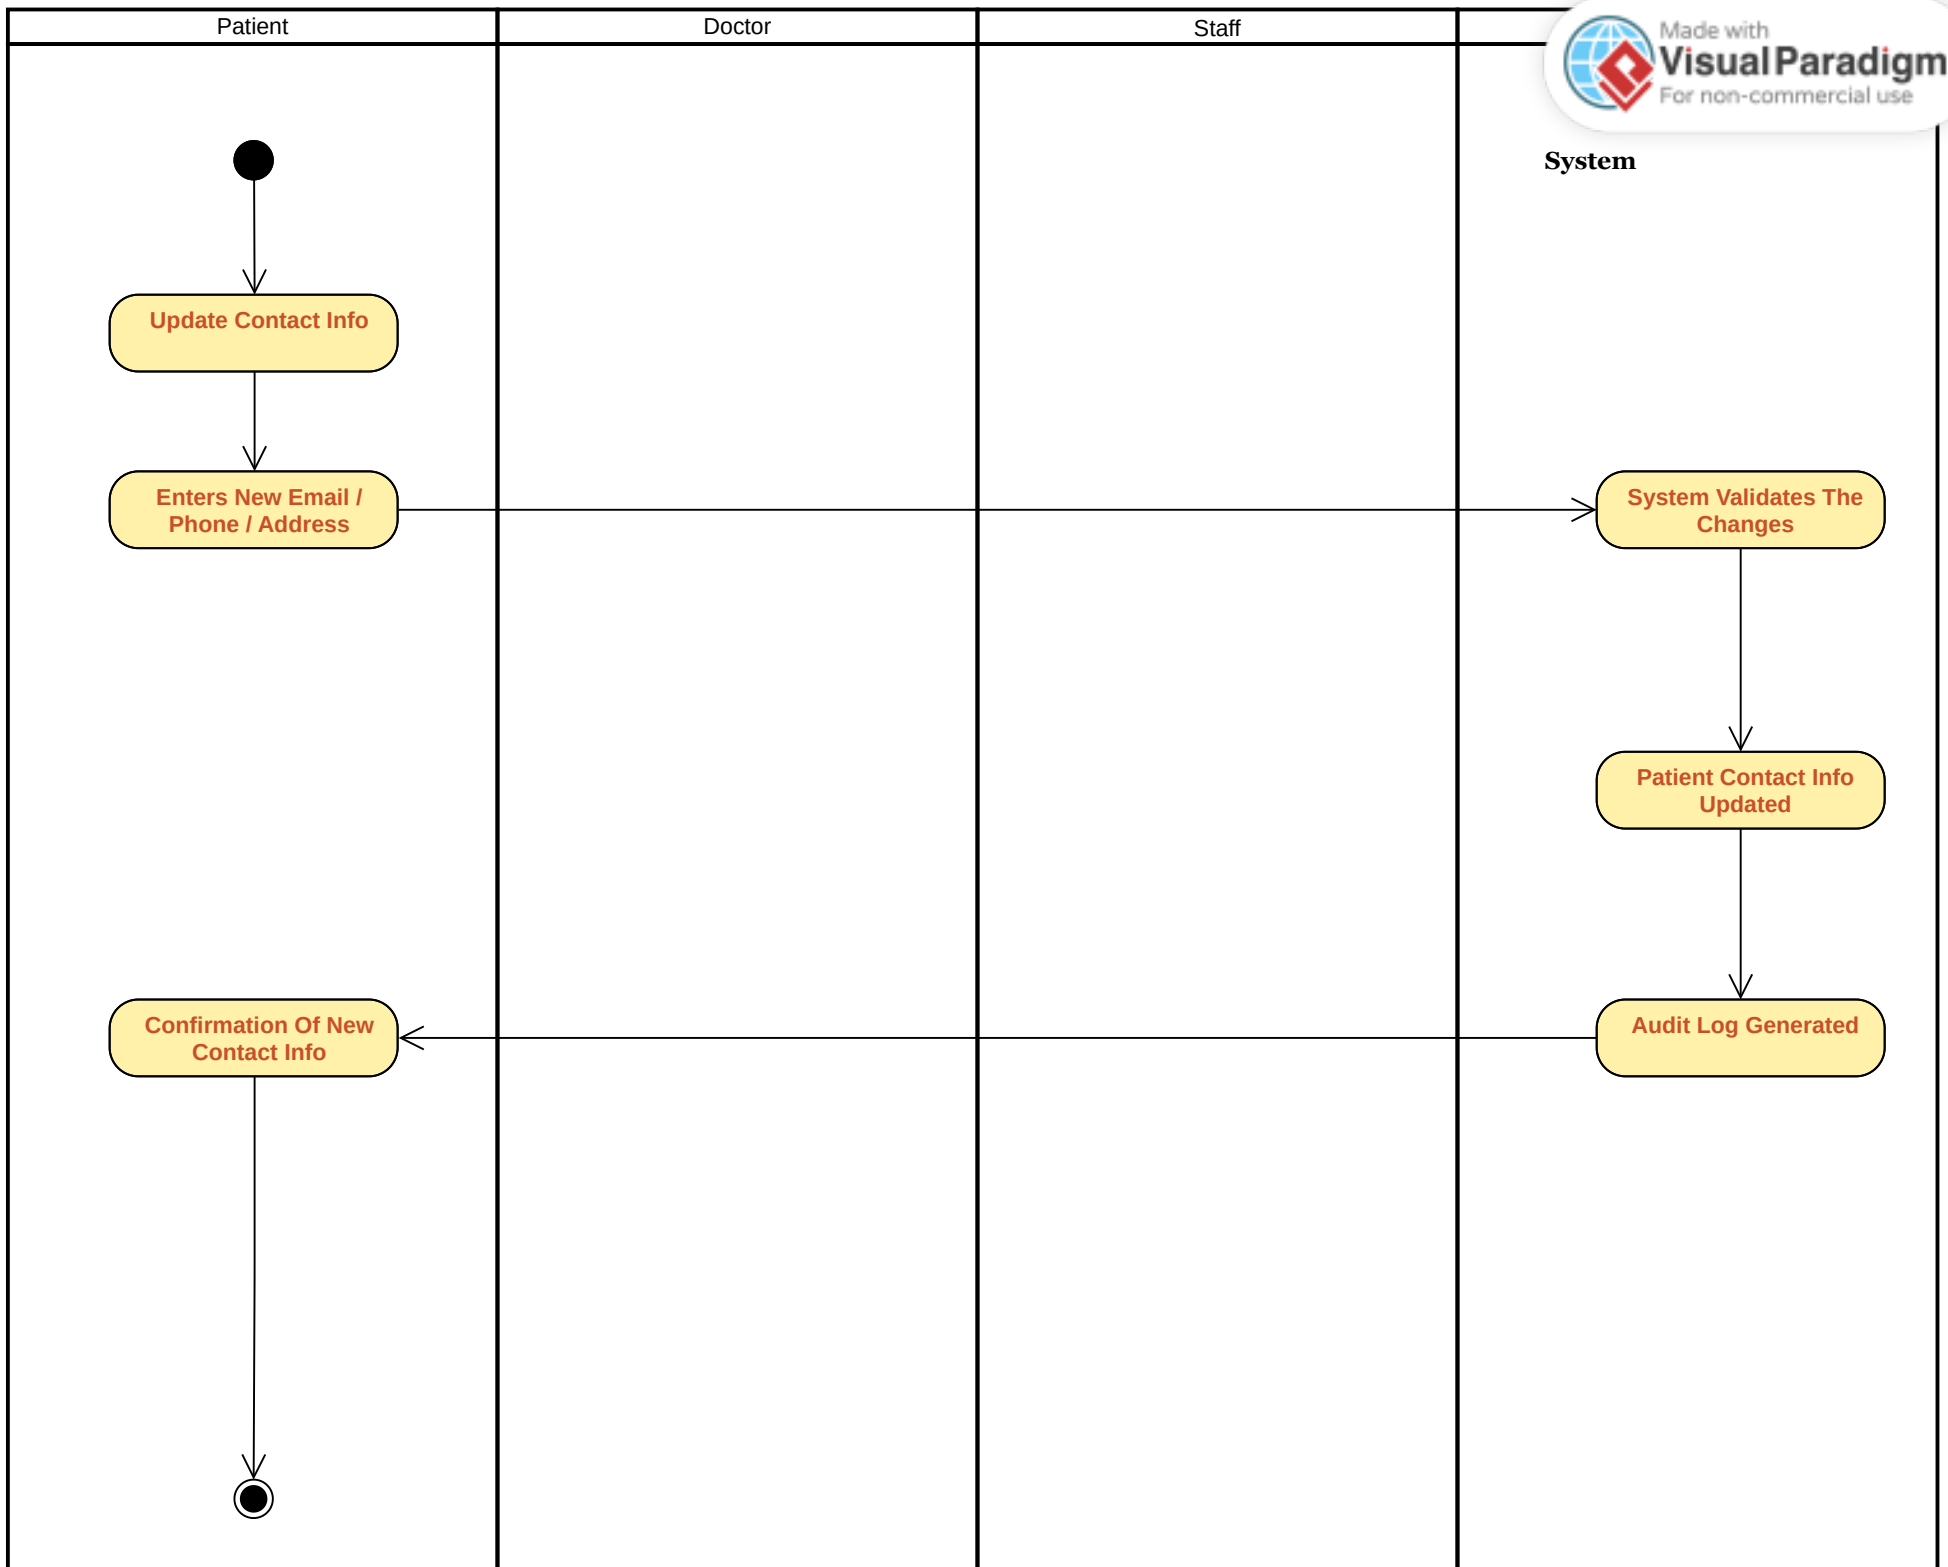 Patient
Doctor
Staff
Made with
Visual Paradigm
For non-commercial use
System
Update Contact Info
Enters New Email /
Phone / Address
System Validates The
Changes
Patient Contact Info
Updated
Confirmation Of New
Contact Info
Audit Log Generated